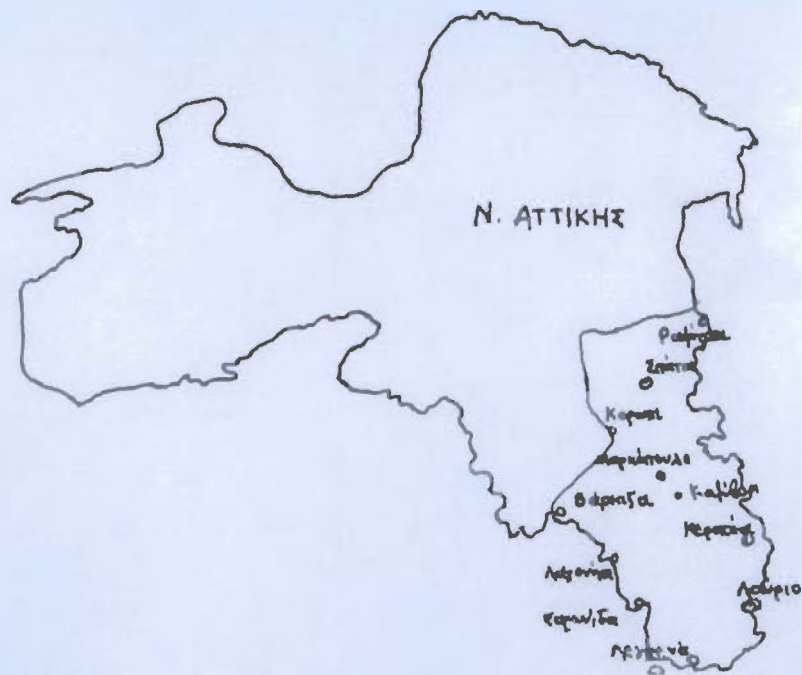 Ν. ΑΤΤΙΚΗΣ
Ραφήνα
Σπάτα
Κορωπί
Μαρκόπουλο
Βάρκιζα
Καλύβια
Κερατέα
Λαγονήσι
Λαύριο
Σαρωνίδα